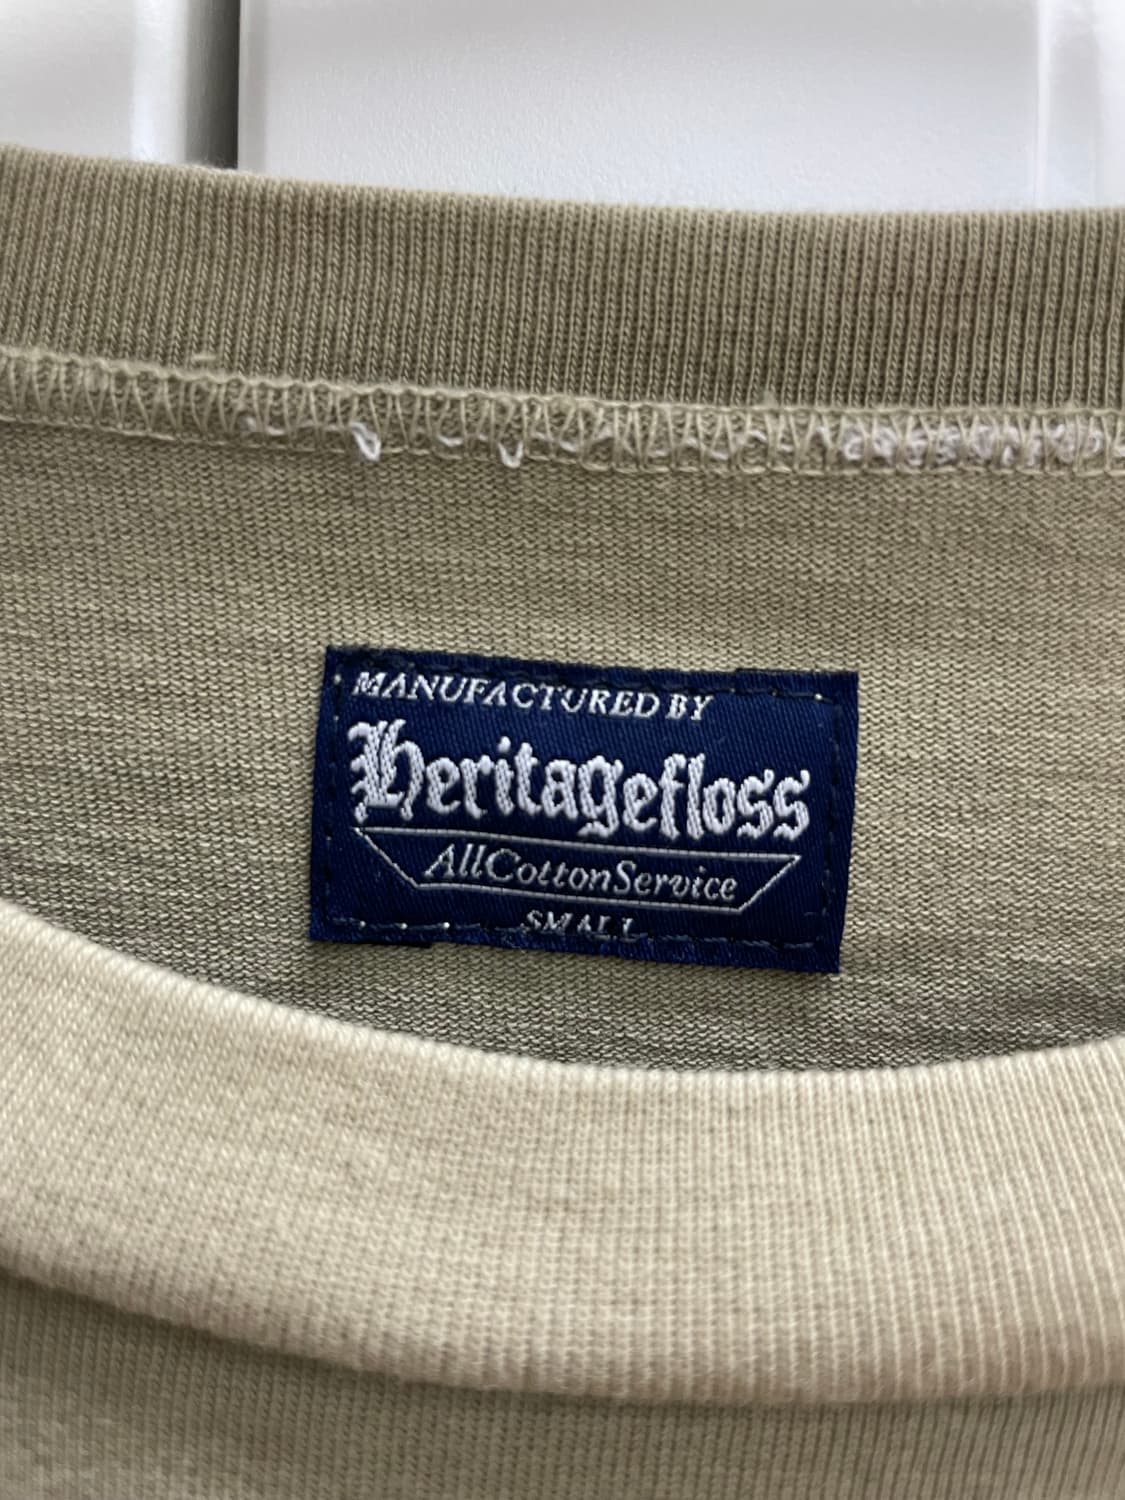 MANUFACTURED BY
Heritagefloss
AllCottonService
SMALL